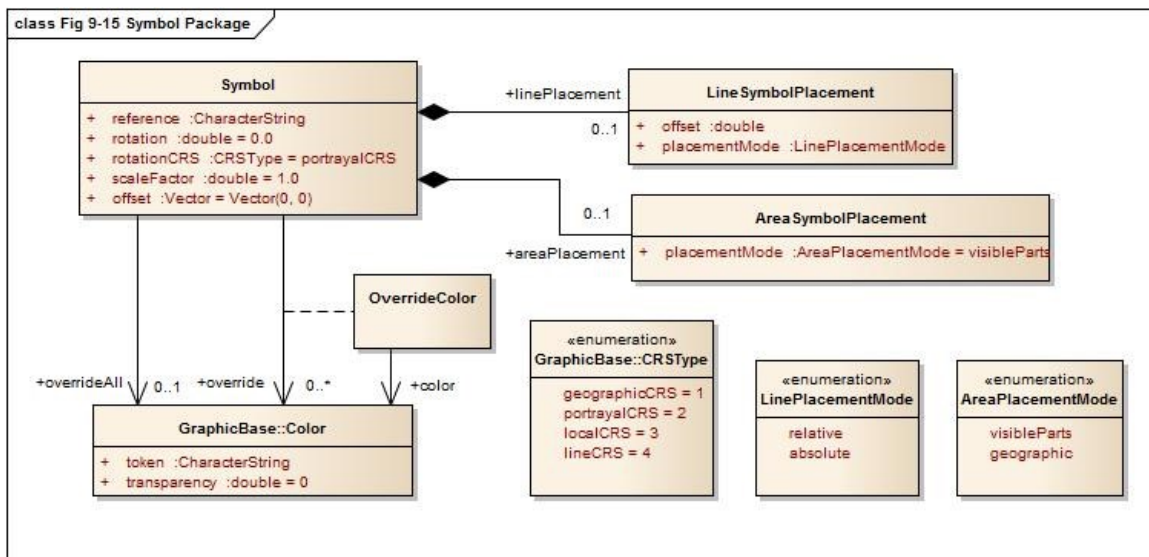 class Fig 9-15 Symbol Package
Symbol
+ reference :CharacterString
+ rotation :double = 0.0
+ rotationCRS :CRSType = portrayalCRS
+ scaleFactor :double = 1.0
+ offset :Vector = Vector(0, 0)
+linePlacement
0..1
LineSymbolPlacement
+ offset :double
+ placementMode :LinePlacementMode
0..1
+areaPlacement
AreaSymbolPlacement
+ placementMode :AreaPlacementMode = visibleParts
OverrideColor
+overrideAll
0..1
+override
0..*
+color
GraphicBase::Color
+ token :CharacterString
+ transparency :double = 0
«enumeration»
GraphicBase::CRSType
geographicCRS = 1
portrayalCRS = 2
localCRS = 3
lineCRS = 4
«enumeration»
LinePlacementMode
relative
absolute
«enumeration»
AreaPlacementMode
visibleParts
geographic